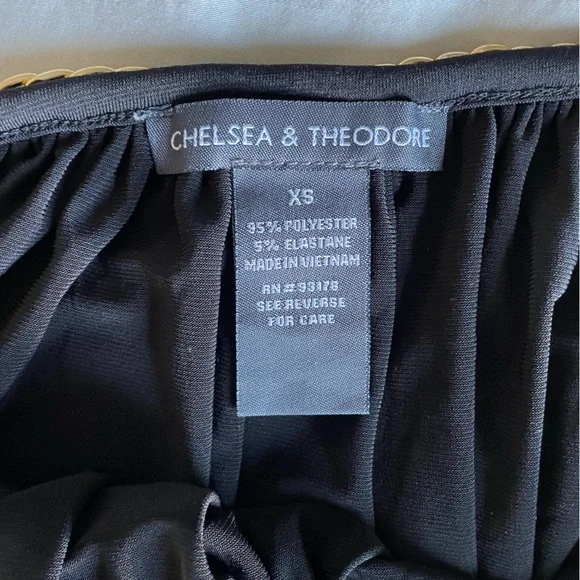 CHELSEA & THEODORE
XS
95% POLYESTER
5% ELASTANE
MADE IN VIETNAM
RN # 93178
SEE REVERSE
FOR CARE